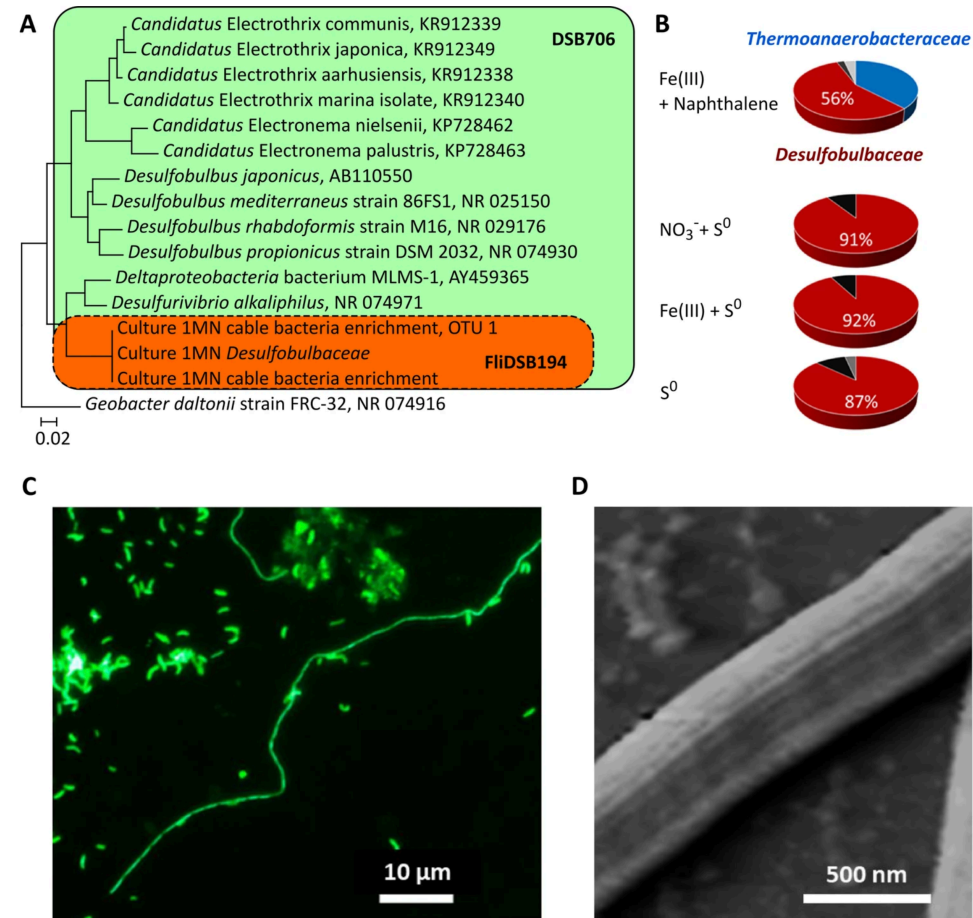 A
Candidatus Electrothrix communis, KR912339
Candidatus Electrothrix japonica, KR912349
Candidatus Electrothrix aarhusiensis, KR912338
Candidatus Electrothrix marina isolate, KR912340
Candidatus Electronema nielsenii, KP728462
Candidatus Electronema palustris, KP728463
Desulfobulbus japonicus, AB110550
Desulfobulbus mediterraneus strain 86FS1, NR 025150
Desulfobulbus rhabdoformis strain M16, NR 029176
Desulfobulbus propionicus strain DSM 2032, NR 074930
Deltaproteobacteria bacterium MLMS-1, AY459365
Desulfurivibrio alkaliphilus, NR 074971
Culture 1MN cable bacteria enrichment, OTU 1
Culture 1MN Desulfobulbaceae
Culture 1MN cable bacteria enrichment
Geobacter daltonii strain FRC-32, NR 074916
DSB706
FliDSB194
0.02
B
Thermoanaerobacteraceae
Fe(III)
+ Naphthalene
56%
Desulfobulbaceae
NO₃⁻+ S⁰
91%
Fe(III) + S⁰
92%
S⁰
87%
C
10 µm
D
500 nm